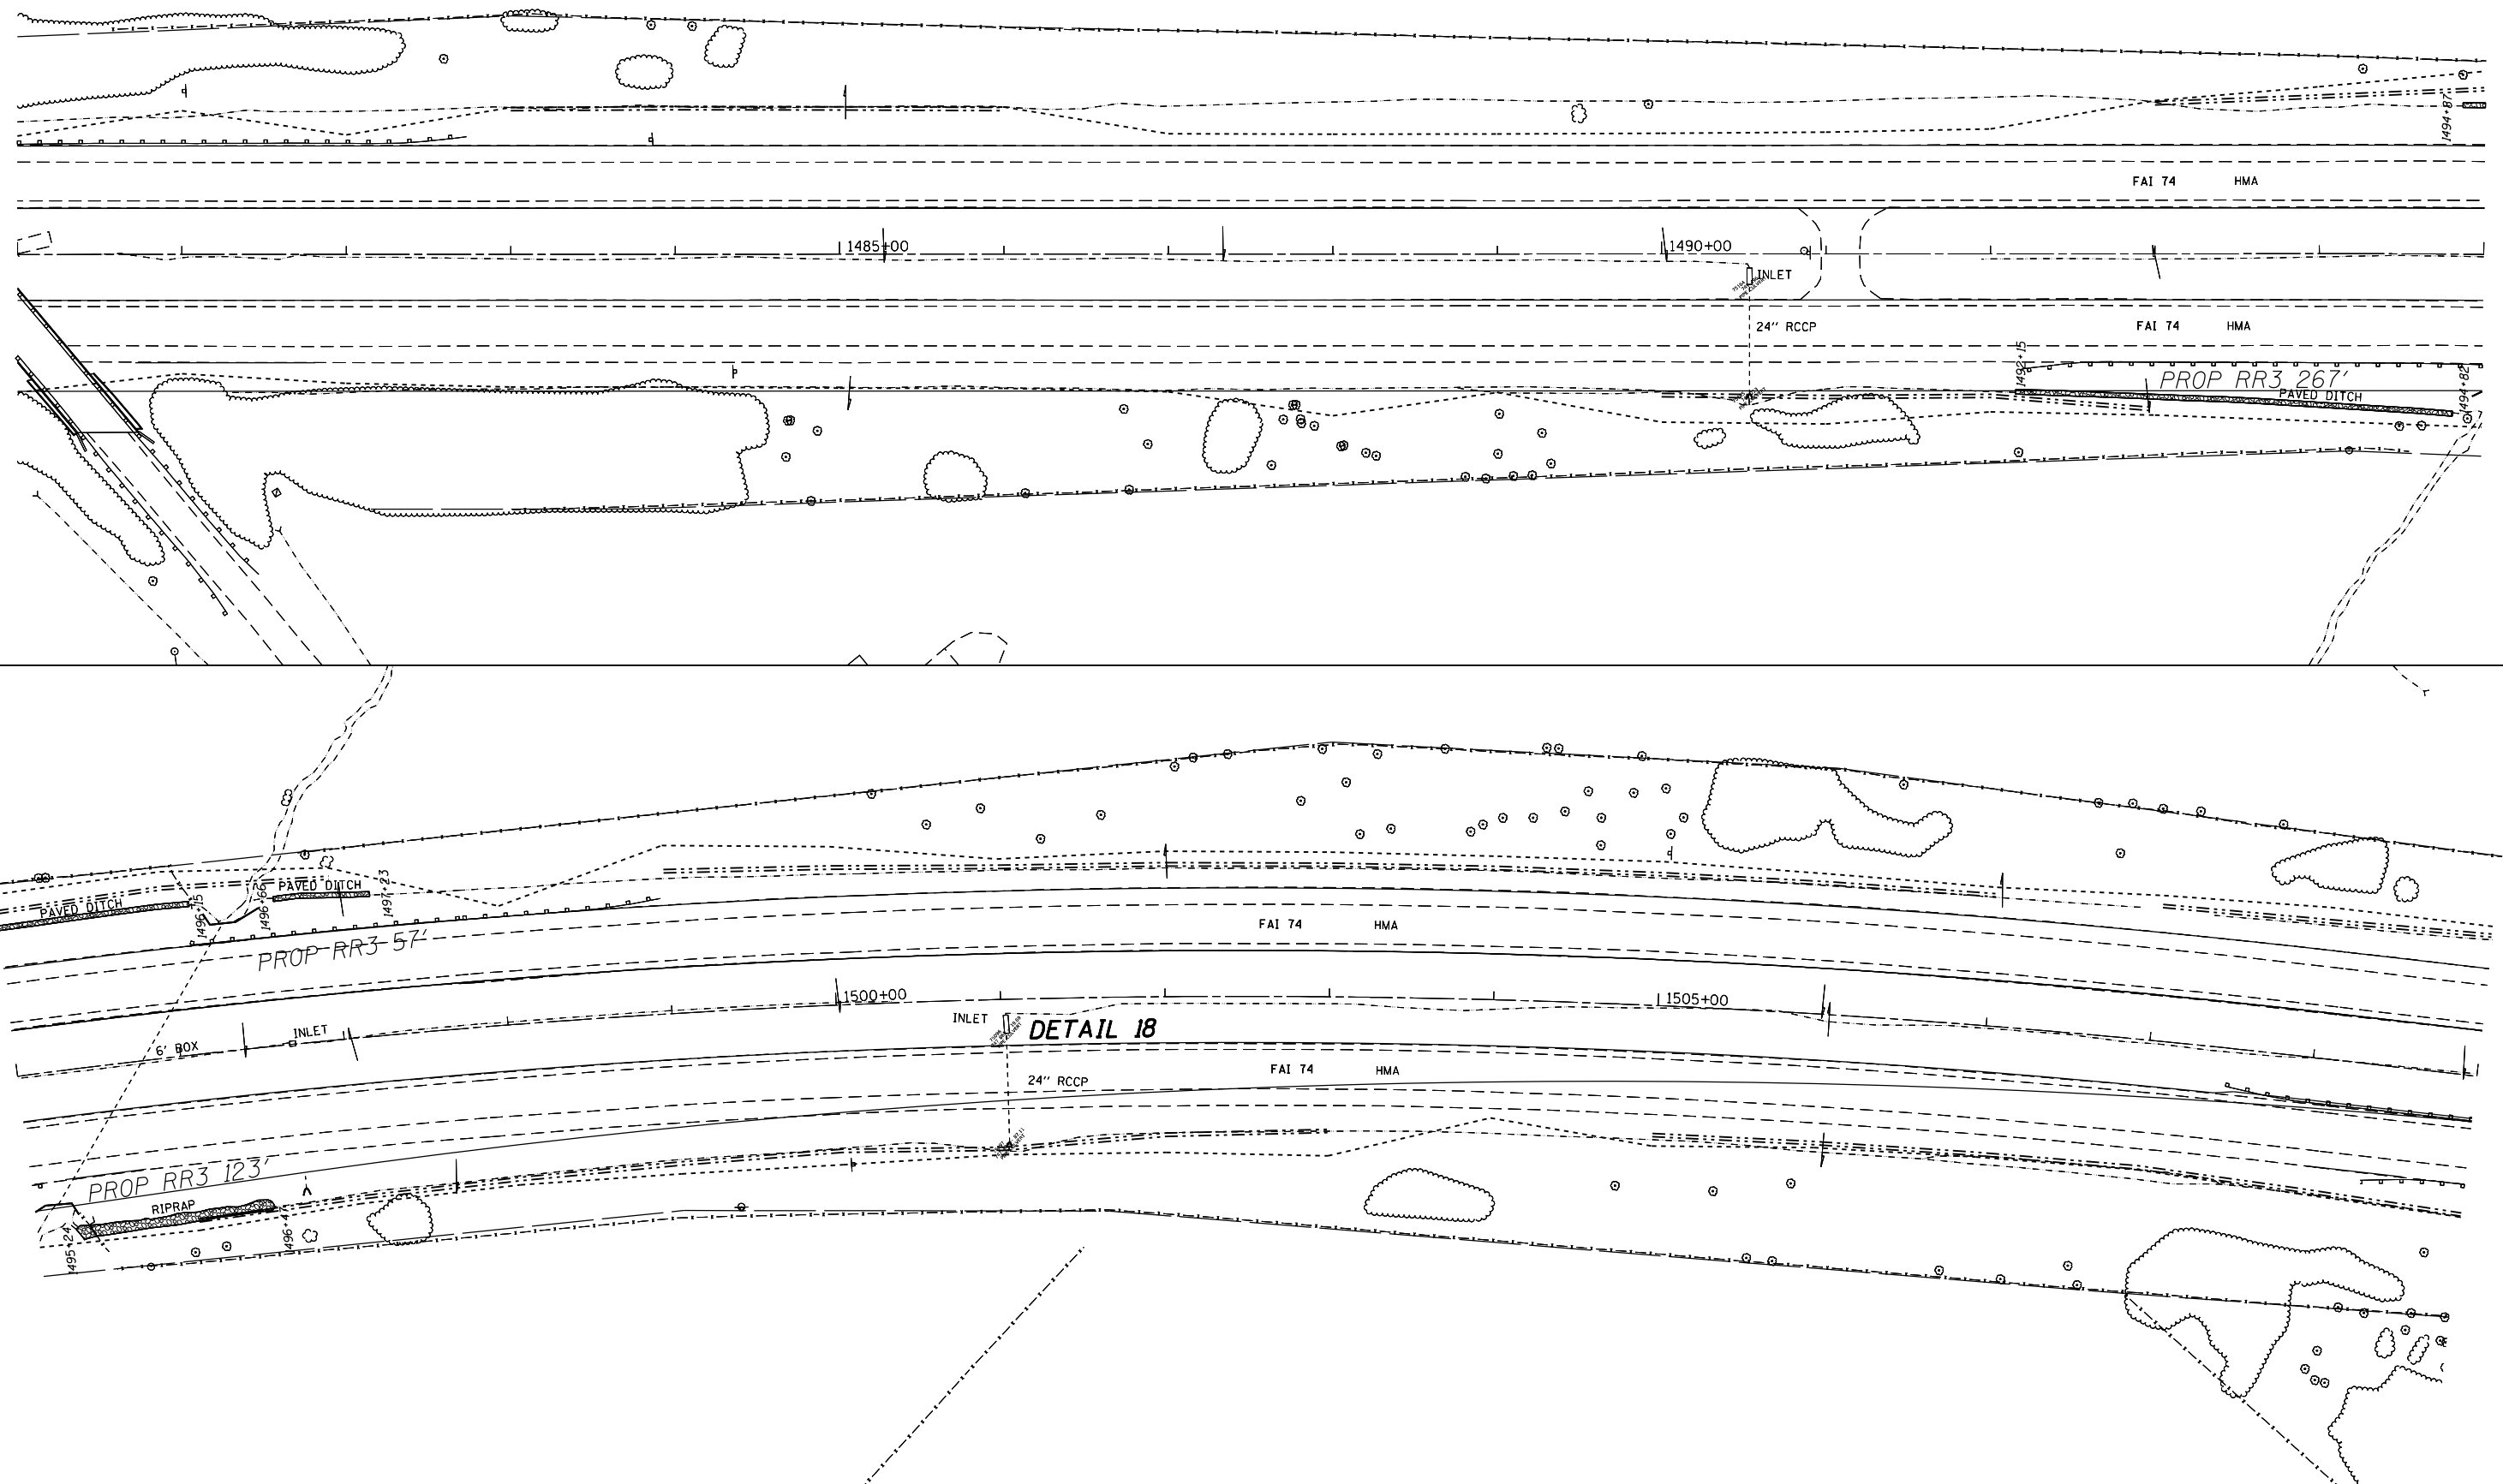 1494+87
FAI 74 HMA
1485+00
1490+00
INLET
24'' RCCP
FAI 74 HMA
1492+15
PROP RR3 267'
PAVED DITCH
1494+82
PAVED DITCH
PAVED DITCH
1496+15
1496+66
1497+23
PROP RR3 57'
FAI 74 HMA
1500+00
1505+00
INLET
DETAIL 18
INLET
6' BOX
24'' RCCP
FAI 74 HMA
PROP RR3 123'
RIPRAP